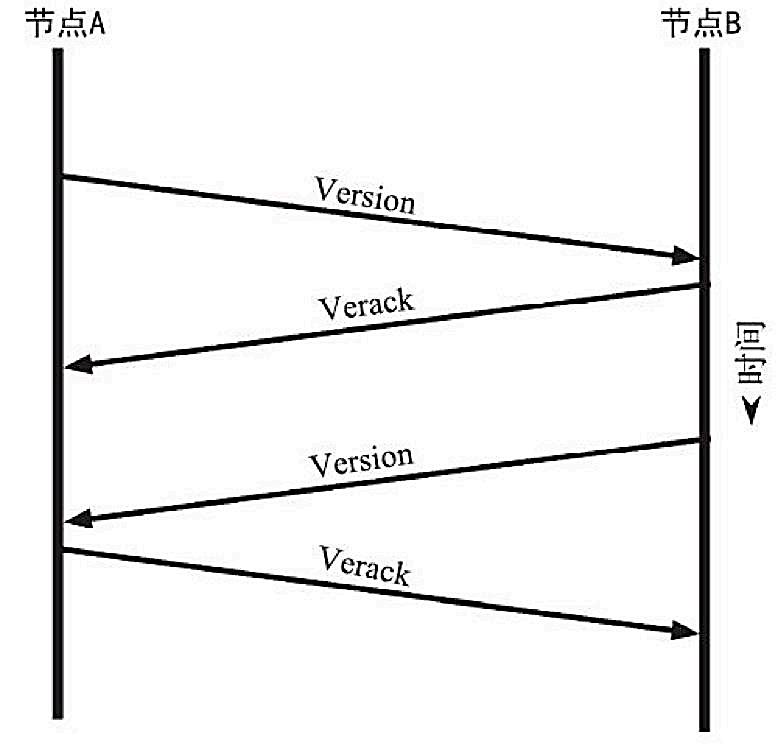 节点A
节点B
Version
Verack
时间
Version
Verack